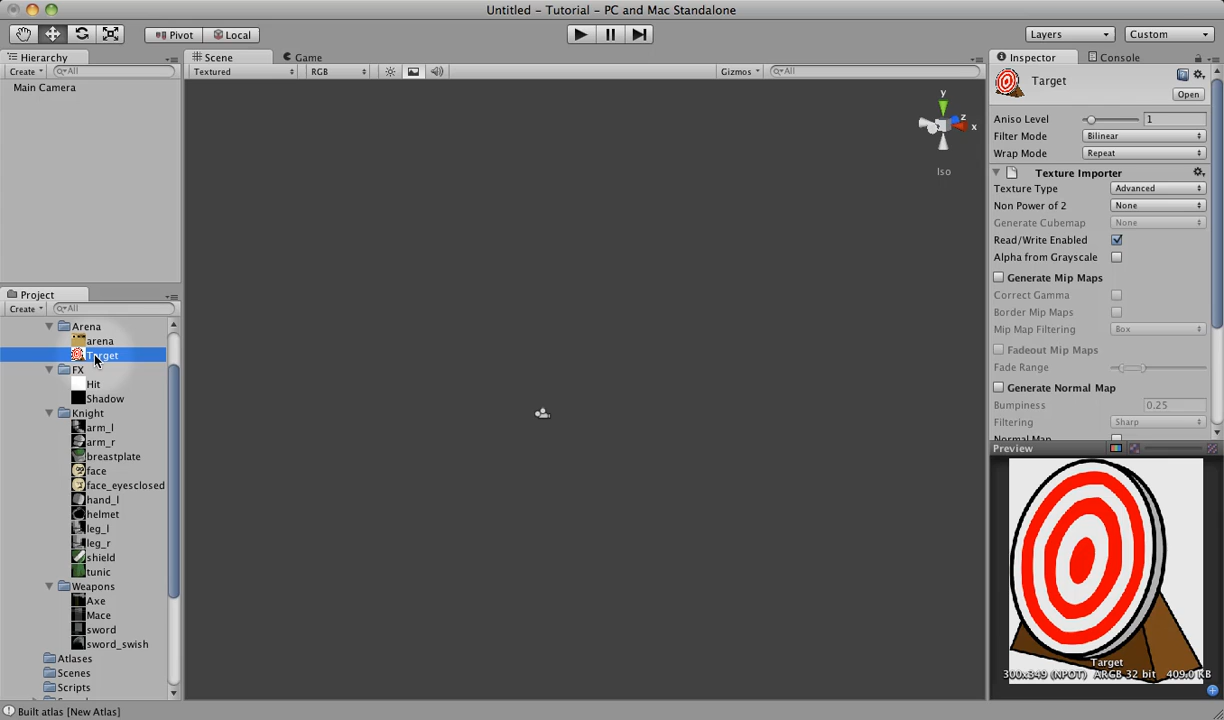 Untitled – Tutorial – PC and Mac Standalone
Pivot Local Layers Custom
Hierarchy Scene Game Inspector Console
Create All Textured RGB Gizmos All
Main Camera
y
z
x
Iso
Project
Create All
Arena
arena
Target
FX
Hit
Shadow
Knight
arm_l
arm_r
breastplate
face
face_eyesclosed
hand_l
helmet
leg_l
leg_r
shield
tunic
Weapons
Axe
Mace
sword
sword_swish
Atlases
Scenes
Scripts
Target
Open
Aniso Level 1
Filter Mode Bilinear
Wrap Mode Repeat
Texture Importer
Texture Type Advanced
Non Power of 2 None
Generate Cubemap None
Read/Write Enabled
Alpha from Grayscale
Generate Mip Maps
Correct Gamma
Border Mip Maps
Mip Map Filtering Box
Fadeout Mip Maps
Fade Range
Generate Normal Map
Bumpiness 0.25
Filtering Sharp
Normal Map
Preview
Target
300x349 (NPOT) ARGB 32 bit 409.0 KB
Built atlas [New Atlas]